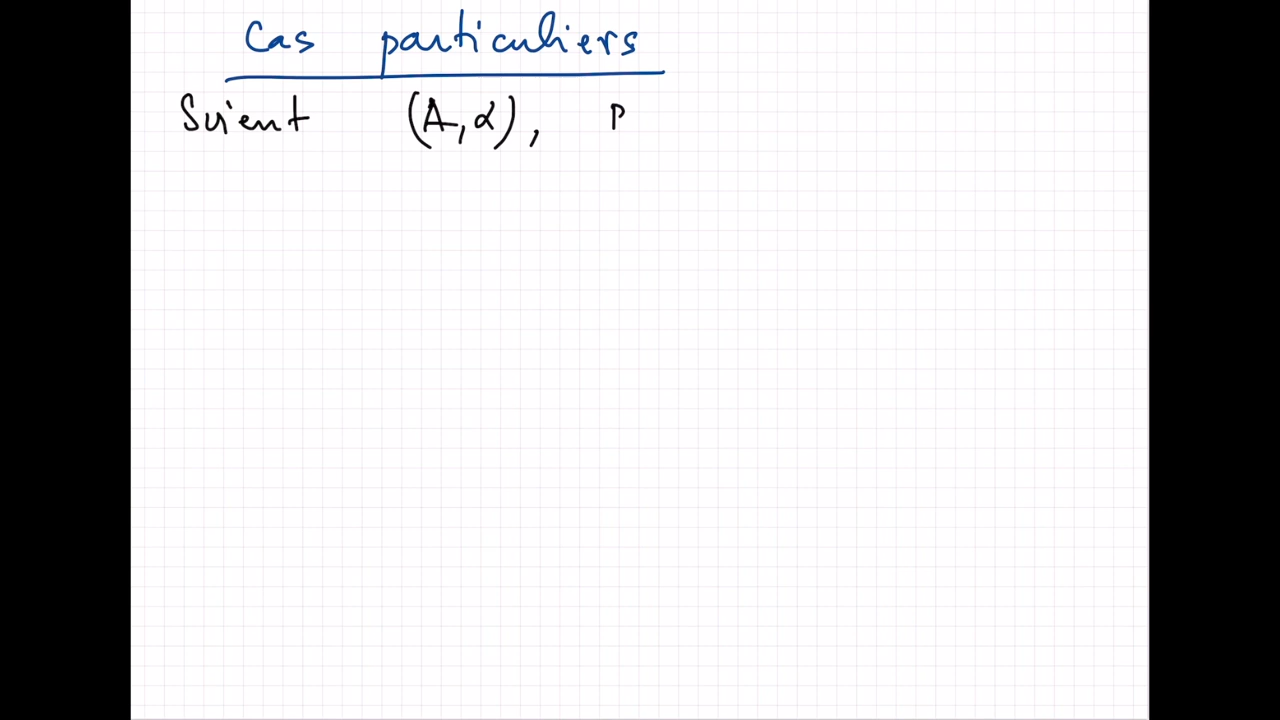 Cas particuliers
Soient (A,α),